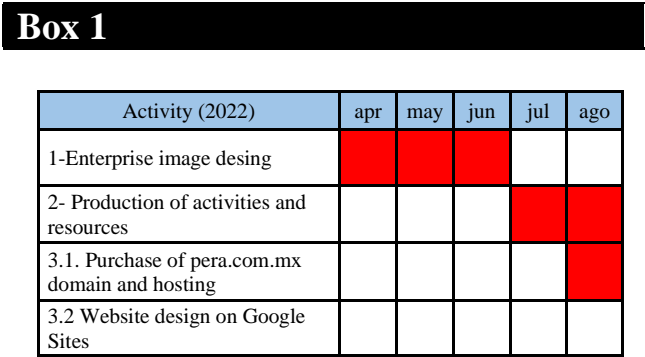 Box 1
Activity (2022) apr may jun jul ago
1-Enterprise image desing
2- Production of activities and
resources
3.1. Purchase of pera.com.mx
domain and hosting
3.2 Website design on Google
Sites